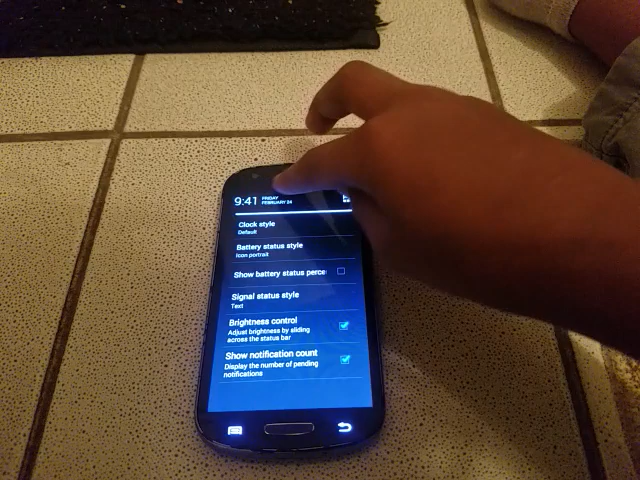 9:41 FRIDAY
FEBRUARY 24
Clock style
Default
Battery status style
Icon portrait
Show battery status perce
Signal status style
Text
Brightness control
Adjust brightness by sliding
across the status bar
Show notification count
Display the number of pending
notifications